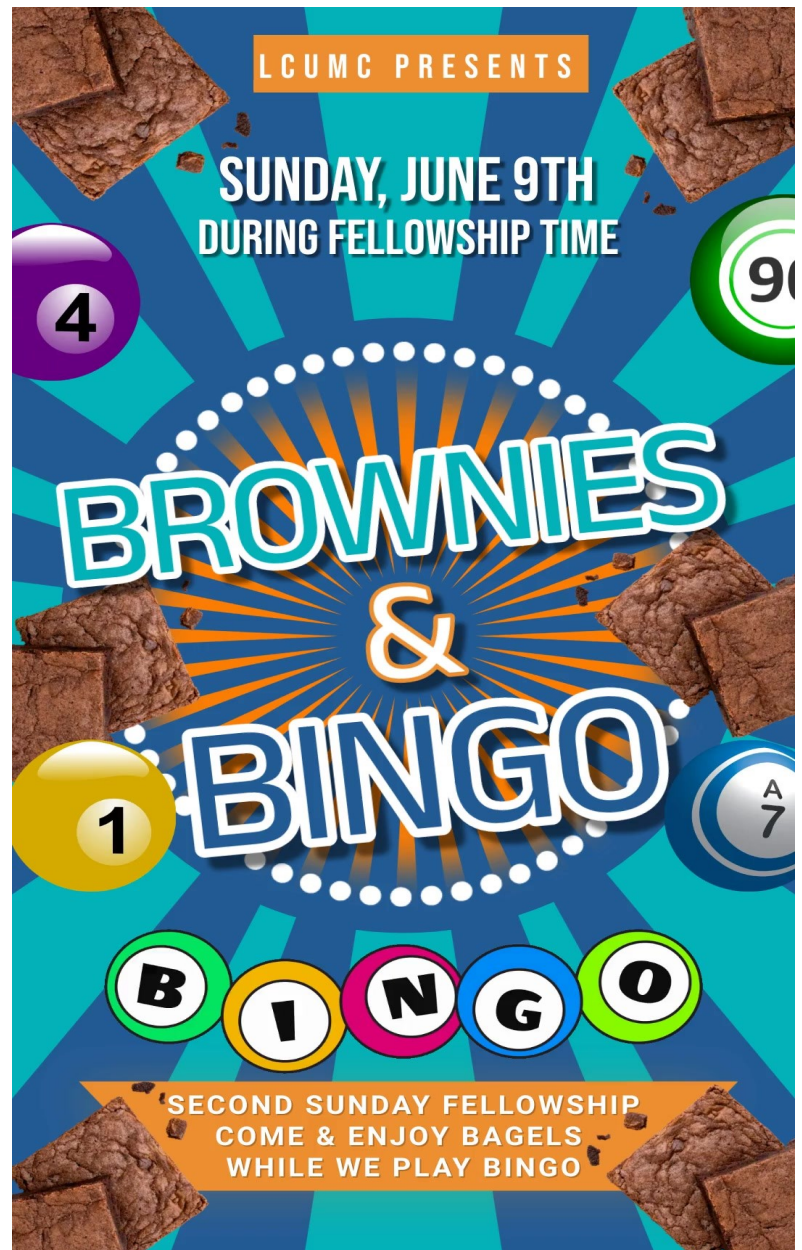 LCUMC PRESENTS
SUNDAY, JUNE 9TH
DURING FELLOWSHIP TIME
4
90
BROWNIES
&
BINGO
1
A
7
B I N G O
SECOND SUNDAY FELLOWSHIP
COME & ENJOY BAGELS
WHILE WE PLAY BINGO